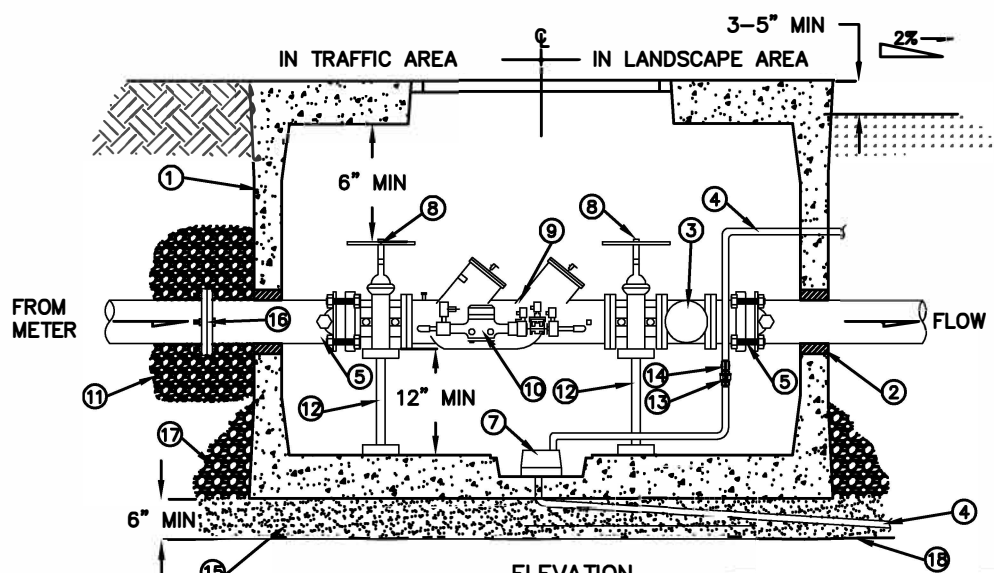 3-5" MIN
2%
℄
IN TRAFFIC AREA
IN LANDSCAPE AREA
1
6" MIN
8
8
4
9
3
FROM
METER
FLOW
16
5
10
14
5
2
11
12
12" MIN
12
13
17
7
6" MIN
4
15
18
ELEVATION